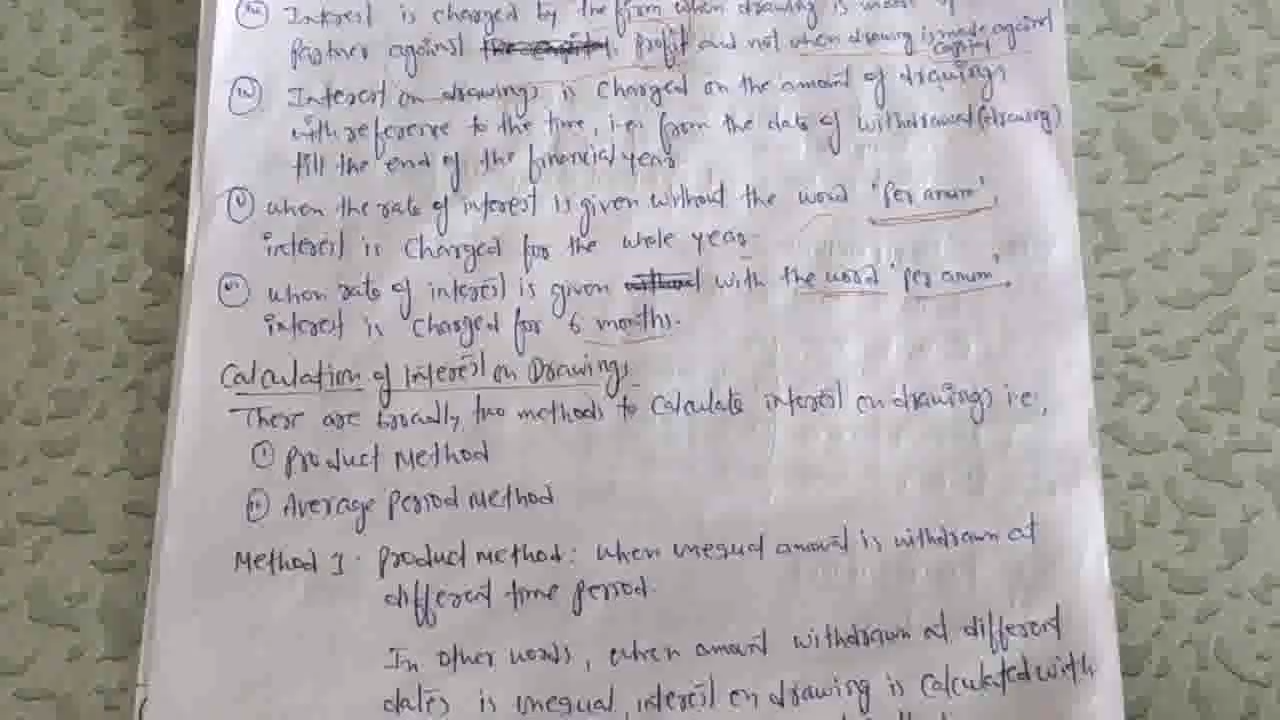 Interest is charged by the firm when drawing is
Partner against profit and not when drawing is made against
capital
(iv) Interest on drawings is charged on the amount of drawings
with reference to the time, i.e. from the date of withdrawal (drawing)
till the end of the financial year
(v) when the rate of interest is given without the word 'Per anum',
interest is charged for the whole year.
(vi) when rate of interest is given with the word 'per anum',
interest is charged for 6 months.
Calculation of Interest on Drawings
There are broadly two methods to calculate interest on drawings i.e,
(i) Product Method
(ii) Average Period Method
Method I. Product method: when unequal amount is withdrawn at
different time period.
In other words, when amount withdrawn at different
dates is unequal, interest on drawing is calculated with